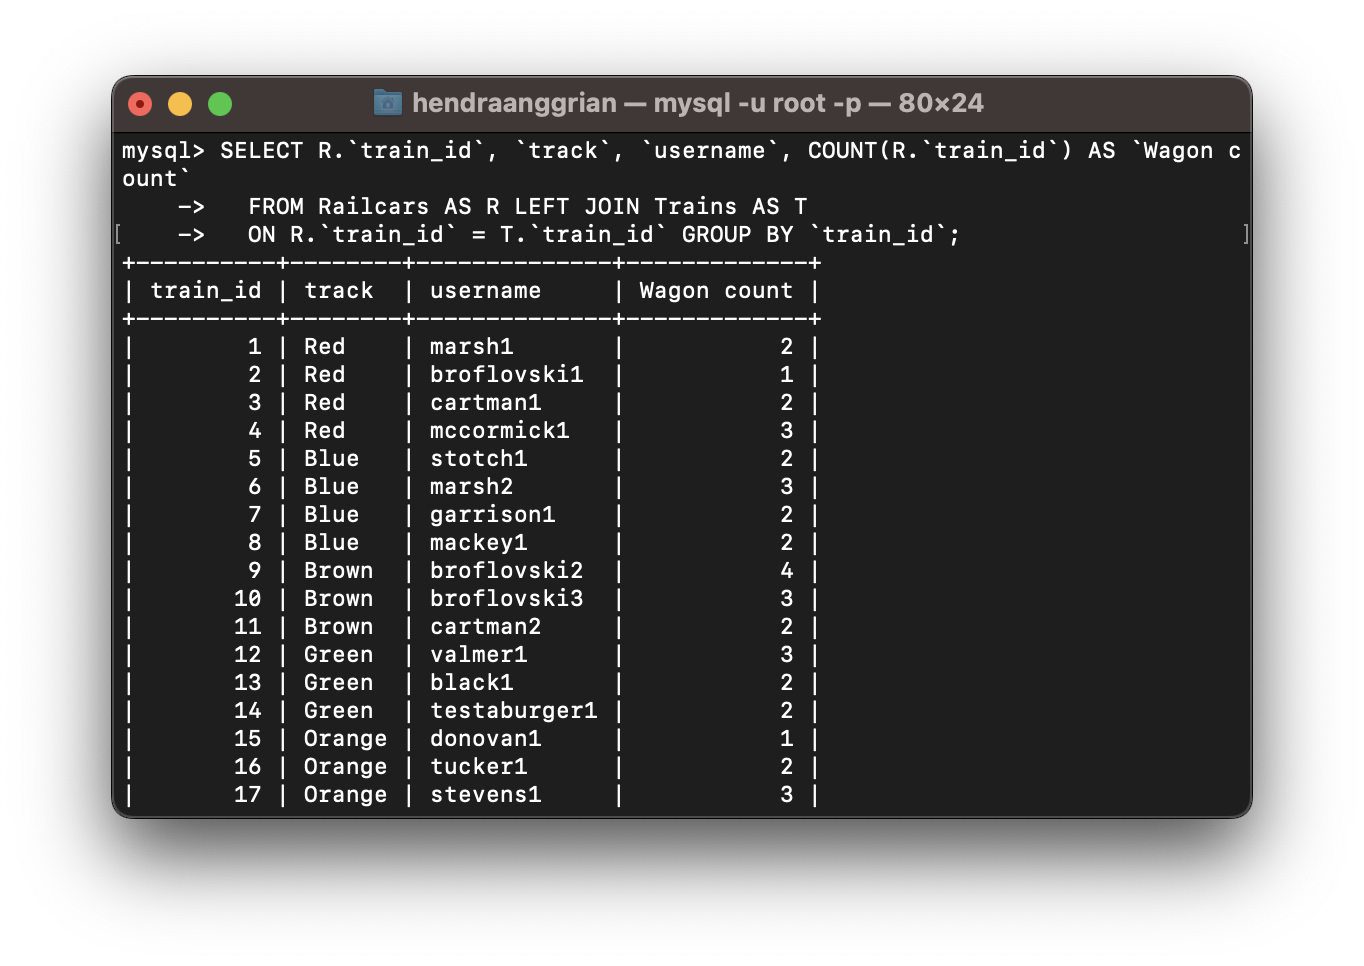 hendraanggrian — mysql -u root -p — 80×24
mysql> SELECT R.`train_id`, `track`, `username`, COUNT(R.`train_id`) AS `Wagon c
ount`
    ->   FROM Railcars AS R LEFT JOIN Trains AS T
[    ->   ON R.`train_id` = T.`train_id` GROUP BY `train_id`;                    ]
+----------+--------+--------------+-------------+
| train_id | track  | username     | Wagon count |
+----------+--------+--------------+-------------+
|        1 | Red    | marsh1       |           2 |
|        2 | Red    | broflovski1  |           1 |
|        3 | Red    | cartman1     |           2 |
|        4 | Red    | mccormick1   |           3 |
|        5 | Blue   | stotch1      |           2 |
|        6 | Blue   | marsh2       |           3 |
|        7 | Blue   | garrison1    |           2 |
|        8 | Blue   | mackey1      |           2 |
|        9 | Brown  | broflovski2  |           4 |
|       10 | Brown  | broflovski3  |           3 |
|       11 | Brown  | cartman2     |           2 |
|       12 | Green  | valmer1      |           3 |
|       13 | Green  | black1       |           2 |
|       14 | Green  | testaburger1 |           2 |
|       15 | Orange | donovan1     |           1 |
|       16 | Orange | tucker1      |           2 |
|       17 | Orange | stevens1     |           3 |